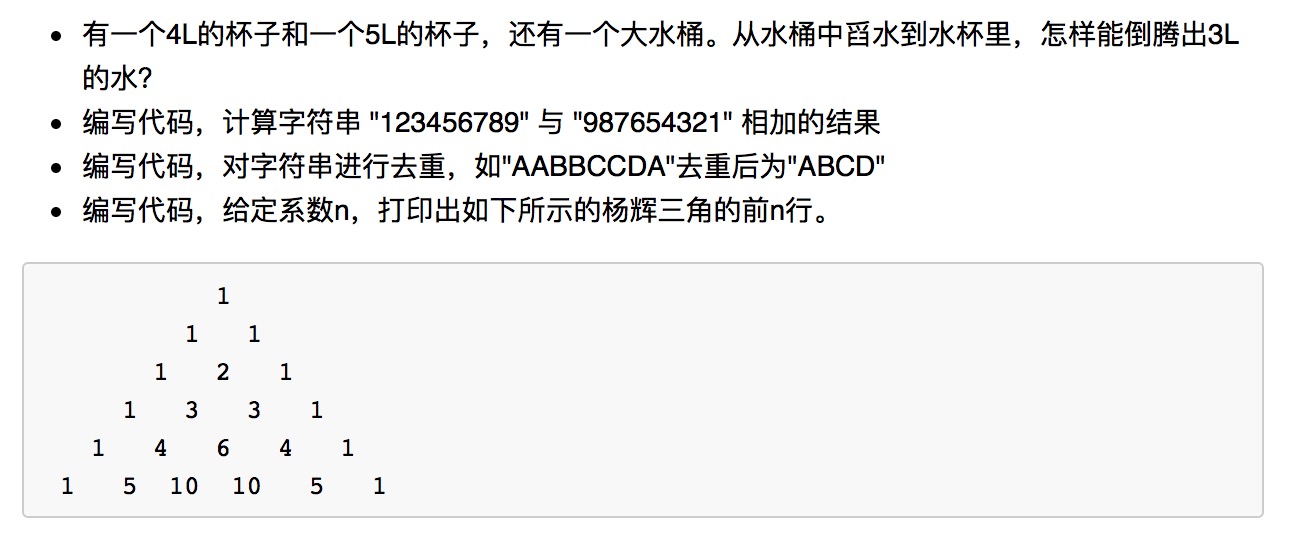 有一个4L的杯子和一个5L的杯子，还有一个大水桶。从水桶中舀水到水杯里，怎样能倒腾出3L
的水？
编写代码，计算字符串 "123456789" 与 "987654321" 相加的结果
编写代码，对字符串进行去重，如"AABBCCDA"去重后为"ABCD"
编写代码，给定系数n，打印出如下所示的杨辉三角的前n行。
1
1 1
1 2 1
1 3 3 1
1 4 6 4 1
1 5 10 10 5 1